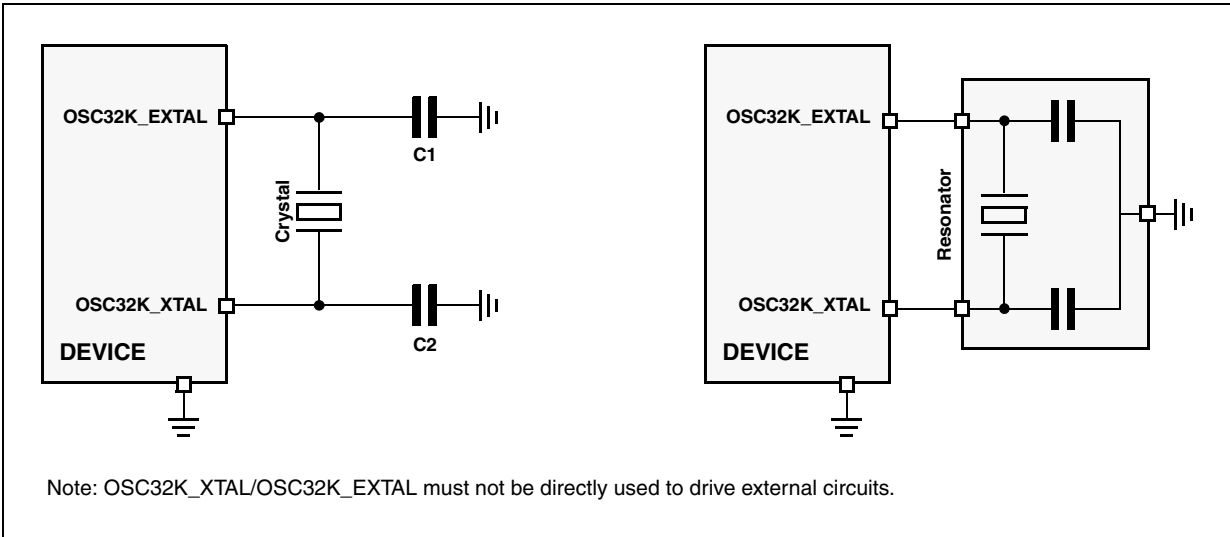 OSC32K_EXTAL
C1
Crystal
OSC32K_XTAL
C2
DEVICE
OSC32K_EXTAL
Resonator
OSC32K_XTAL
DEVICE
Note: OSC32K_XTAL/OSC32K_EXTAL must not be directly used to drive external circuits.